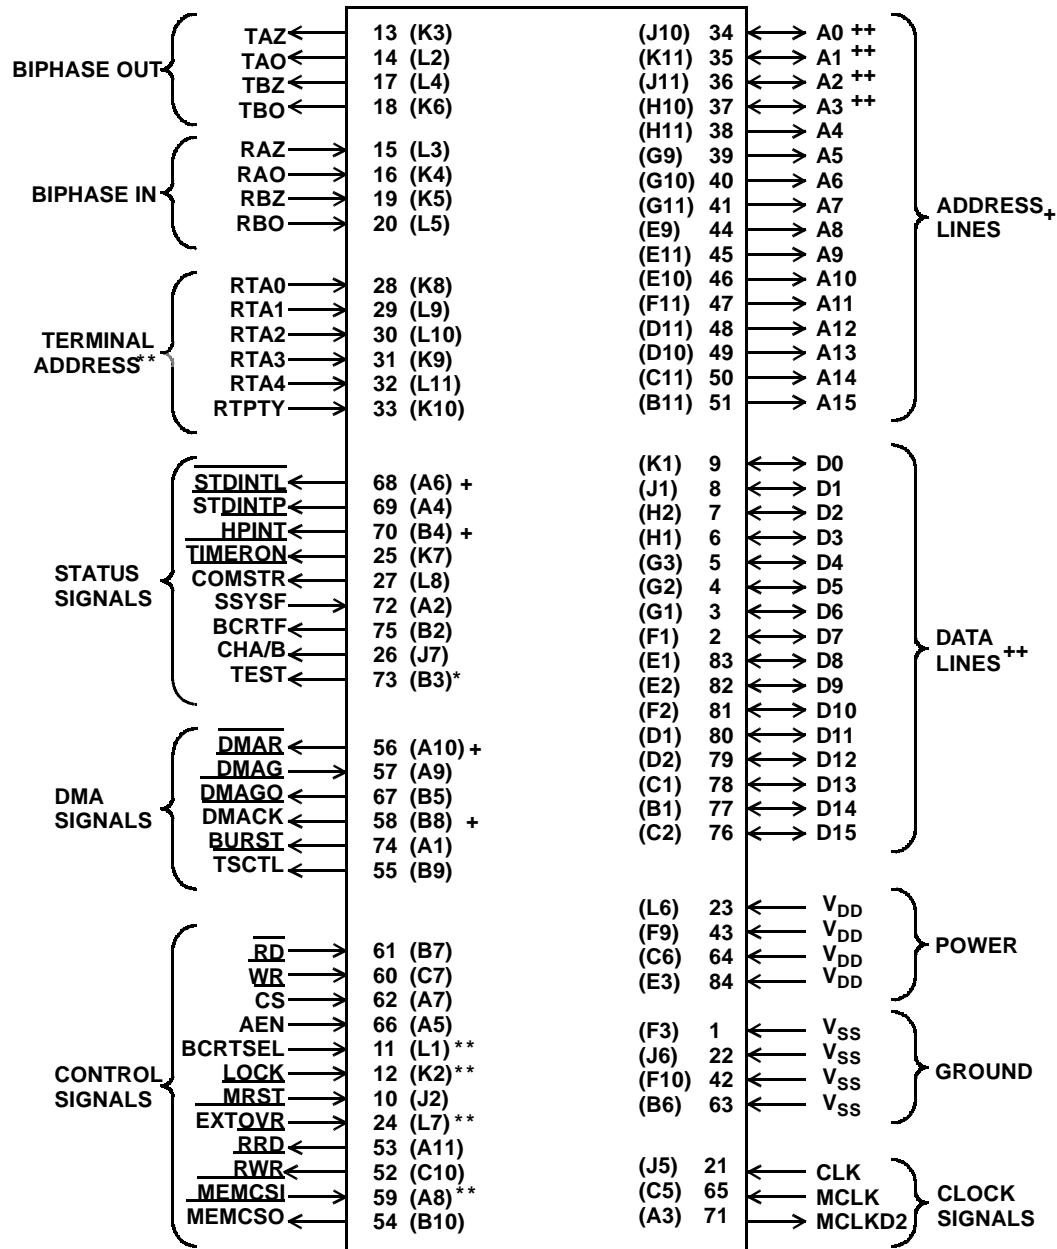 BIPHASE OUT
TAZ 13 (K3)
TAO 14 (L2)
TBZ 17 (L4)
TBO 18 (K6)
BIPHASE IN
RAZ 15 (L3)
RAO 16 (K4)
RBZ 19 (K5)
RBO 20 (L5)
TERMINAL
ADDRESS**
RTA0 28 (K8)
RTA1 29 (L9)
RTA2 30 (L10)
RTA3 31 (K9)
RTA4 32 (L11)
RTPTY 33 (K10)
STATUS
SIGNALS
STDINTL 68 (A6) +
STDINTP 69 (A4)
HPINT 70 (B4) +
TIMERON 25 (K7)
COMSTR 27 (L8)
SSYSF 72 (A2)
BCRTF 75 (B2)
CHA/B 26 (J7)
TEST 73 (B3)*
DMA
SIGNALS
DMAR 56 (A10) +
DMAG 57 (A9)
DMAGO 67 (B5)
DMACK 58 (B8) +
BURST 74 (A1)
TSCTL 55 (B9)
CONTROL
SIGNALS
RD 61 (B7)
WR 60 (C7)
CS 62 (A7)
AEN 66 (A5)
BCRTSEL 11 (L1)**
LOCK 12 (K2)**
MRST 10 (J2)
EXTOVR 24 (L7)**
RRD 53 (A11)
RWR 52 (C10)
MEMCSI 59 (A8)**
MEMCSO 54 (B10)
(J10) 34 A0 ++
(K11) 35 A1 ++
(J11) 36 A2 ++
(H10) 37 A3 ++
(H11) 38 A4
(G9) 39 A5
(G10) 40 A6
(G11) 41 A7
(E9) 44 A8
(E11) 45 A9
(E10) 46 A10
(F11) 47 A11
(D11) 48 A12
(D10) 49 A13
(C11) 50 A14
(B11) 51 A15
ADDRESS+
LINES
(K1) 9 D0
(J1) 8 D1
(H2) 7 D2
(H1) 6 D3
(G3) 5 D4
(G2) 4 D5
(G1) 3 D6
(F1) 2 D7
(E1) 83 D8
(E2) 82 D9
(F2) 81 D10
(D1) 80 D11
(D2) 79 D12
(C1) 78 D13
(B1) 77 D14
(C2) 76 D15
DATA
LINES ++
(L6) 23 VDD
(F9) 43 VDD
(C6) 64 VDD
(E3) 84 VDD
POWER
(F3) 1 VSS
(J6) 22 VSS
(F10) 42 VSS
(B6) 63 VSS
GROUND
(J5) 21 CLK
(C5) 65 MCLK
(A3) 71 MCLKD2
CLOCK
SIGNALS